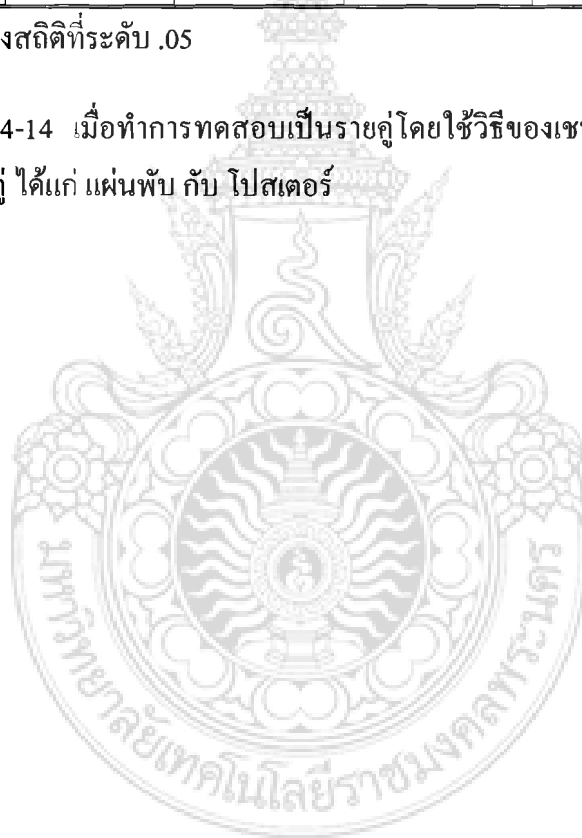 งสถิติที่ระดับ .05
4-14 เมื่อทำการทดสอบเป็นรายคู่โดยใช้วิธีของเชฟ
ได้แก่ แผ่นพับ กับ โปสเตอร์
มหาวิทยาลัยเทคโนโลยีราชมงคลพระนคร